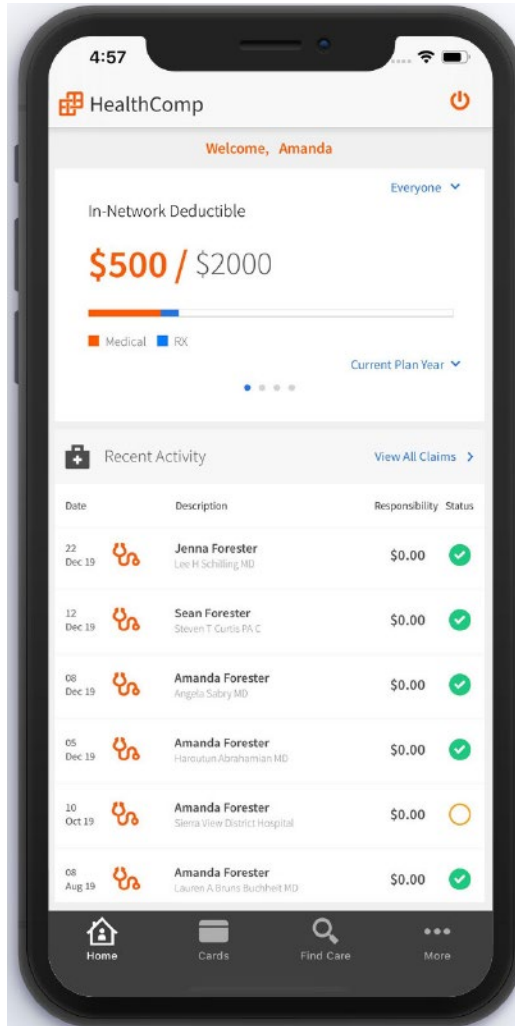 4:57
HealthComp
Welcome, Amanda
Everyone
In-Network Deductible
$500 / $2000
Medical RX
Current Plan Year
Recent Activity View All Claims
Date Description Responsibility Status
22 Dec 19 Jenna Forester $0.00
Lee H Schilling MD
12 Dec 19 Sean Forester $0.00
Steven T Curtis PA C
08 Dec 19 Amanda Forester $0.00
Angela Sabry MD
05 Dec 19 Amanda Forester $0.00
Haroutun Abrahamian MD
10 Oct 19 Amanda Forester $0.00
Sierra View District Hospital
08 Aug 19 Amanda Forester $0.00
Lauren A Bruns Buchheit MD
Home Cards Find Care More